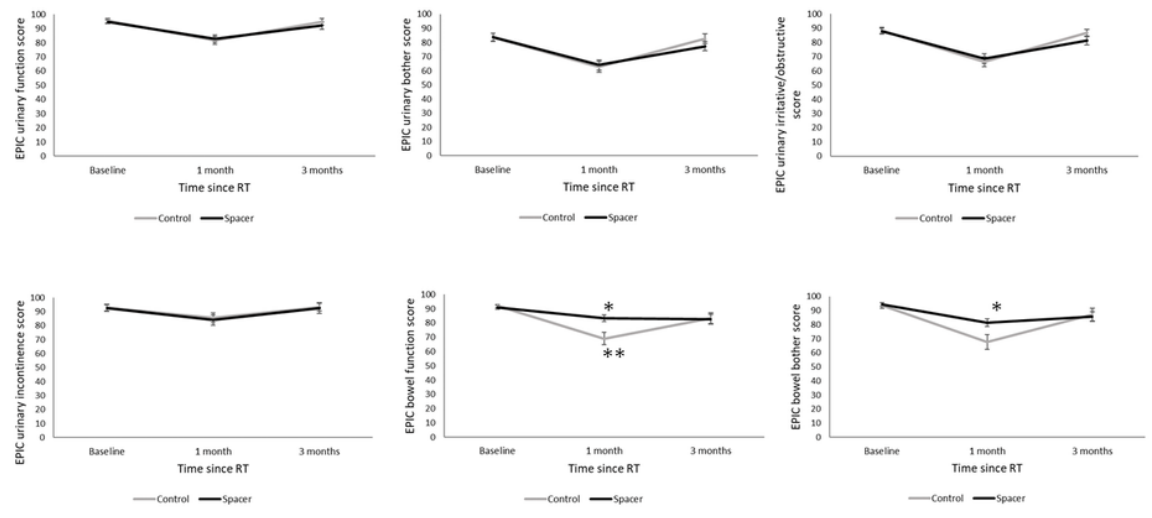 EPIC urinary function score
100
90
80
70
60
50
40
30
20
10
0
Baseline 1 month 3 months
Time since RT
Control Spacer
EPIC urinary bother score
100
90
80
70
60
50
40
30
20
10
0
Baseline 1 month 3 months
Time since RT
Control Spacer
EPIC urinary irritative/obstructive
score
100
90
80
70
60
50
40
30
20
10
0
Baseline 1 month 3 months
Time since RT
Control Spacer
EPIC urinary incontinence score
100
90
80
70
60
50
40
30
20
10
0
Baseline 1 month 3 months
Time since RT
Control Spacer
EPIC bowel function score
100
90
80
70
60
50
40
30
20
10
0
*
**
Baseline 1 month 3 months
Time since RT
Control Spacer
EPIC bowel bother score
100
90
80
70
60
50
40
30
20
10
0
*
Baseline 1 month 3 months
Time since RT
Control Spacer